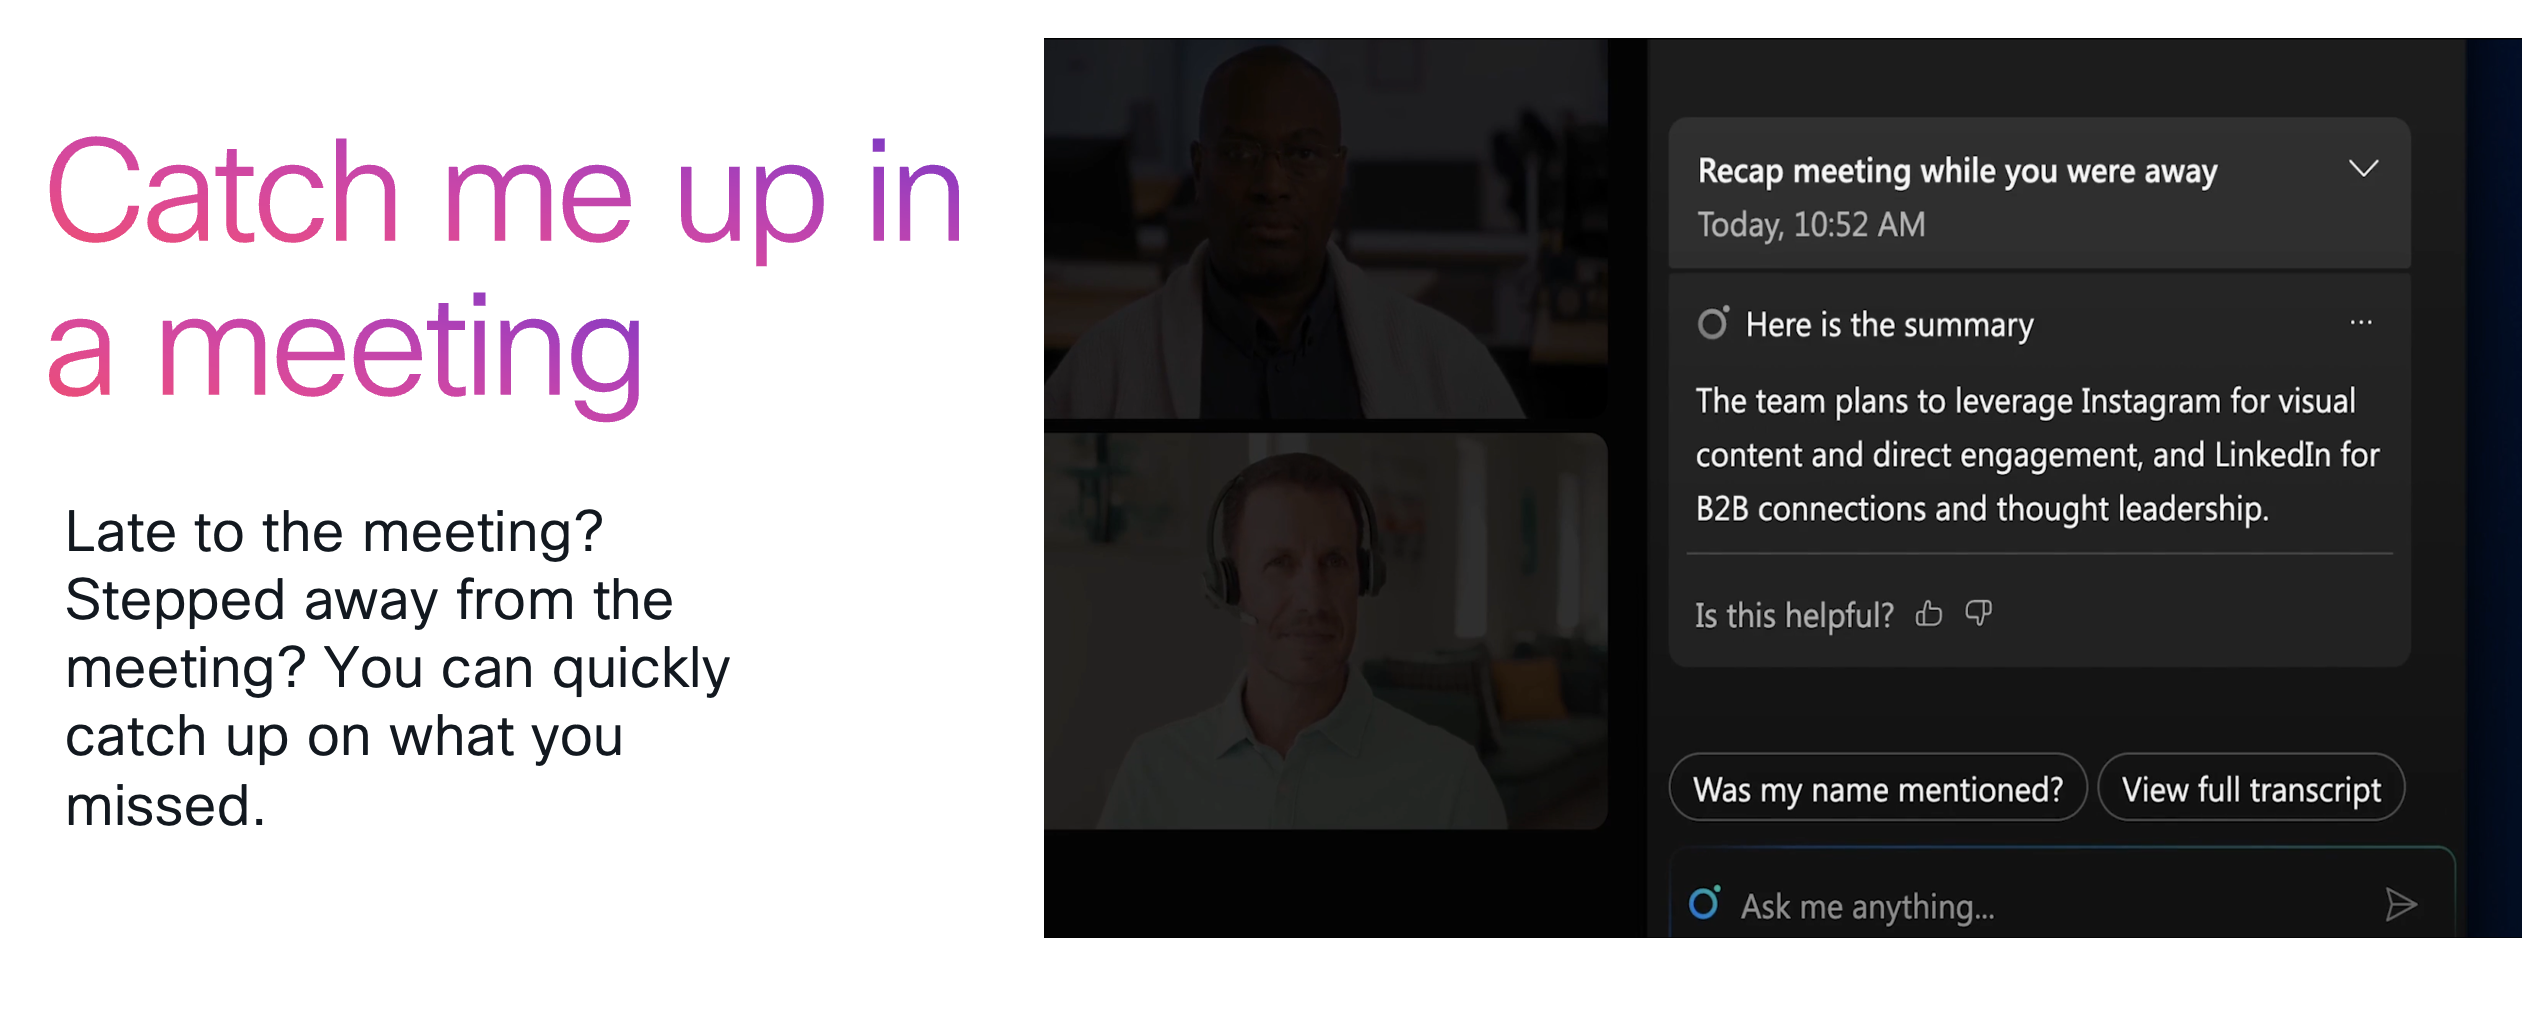 Catch me up in
a meeting
Late to the meeting?
Stepped away from the
meeting? You can quickly
catch up on what you
missed.
Recap meeting while you were away
Today, 10:52 AM
Here is the summary
The team plans to leverage Instagram for visual
content and direct engagement, and LinkedIn for
B2B connections and thought leadership.
Is this helpful?
Was my name mentioned?
View full transcript
Ask me anything...